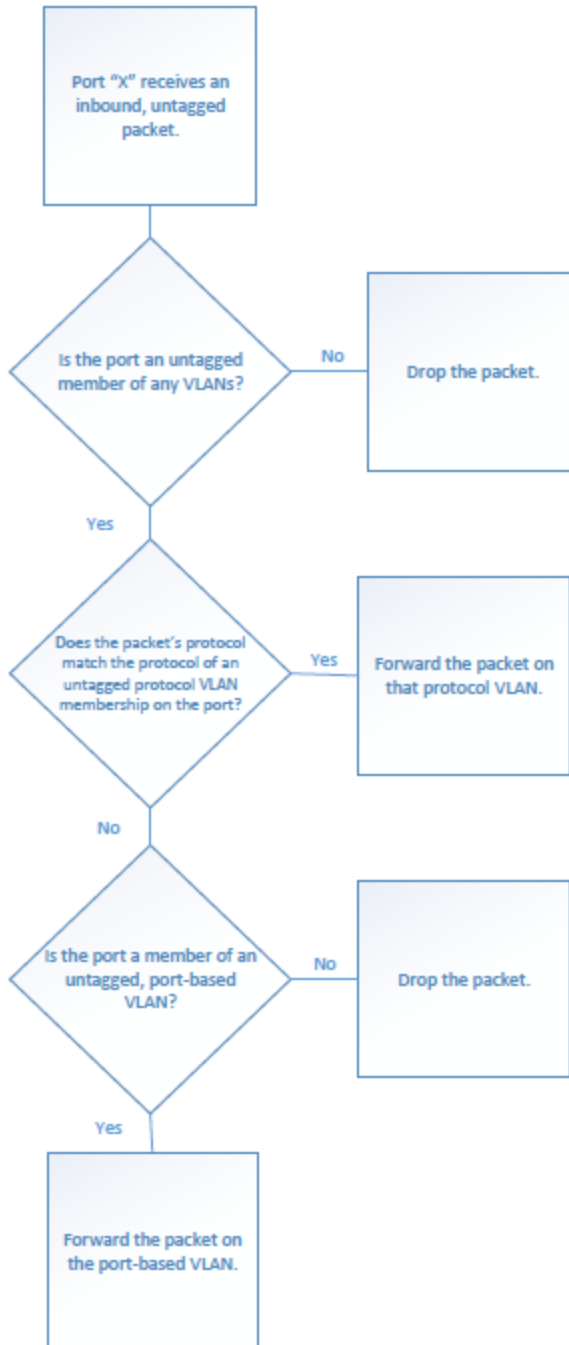 Port "X" receives an
inbound, untagged
packet.
Is the port an untagged
member of any VLANs?
No
Drop the packet.
Yes
Does the packet's protocol
match the protocol of an
untagged protocol VLAN
membership on the port?
Yes
Forward the packet on
that protocol VLAN.
No
Is the port a member of an
untagged, port-based
VLAN?
No
Drop the packet.
Yes
Forward the packet on
the port-based VLAN.